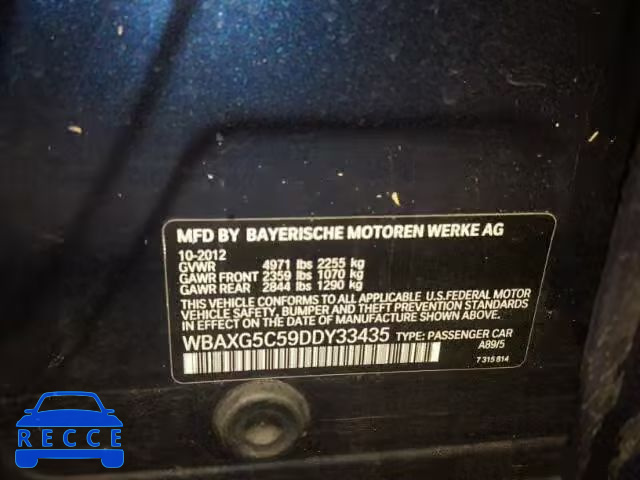 MFD BY BAYERISCHE MOTOREN WERKE AG
10-2012
GVWR 4971 lbs 2255 kg
GAWR FRONT 2359 lbs 1070 kg
GAWR REAR 2844 lbs 1290 kg
THIS VEHICLE CONFORMS TO ALL APPLICABLE U.S.FEDERAL MOTOR
VEHICLE SAFETY, BUMPER, AND THEFT PREVENTION STANDARDS
IN EFFECT ON THE DATE OF MANUFACTURE SHOWN ABOVE.
WBAXG5C59DDY33435 TYPE: PASSENGER CAR
A89/5
7 315 814
RECCE